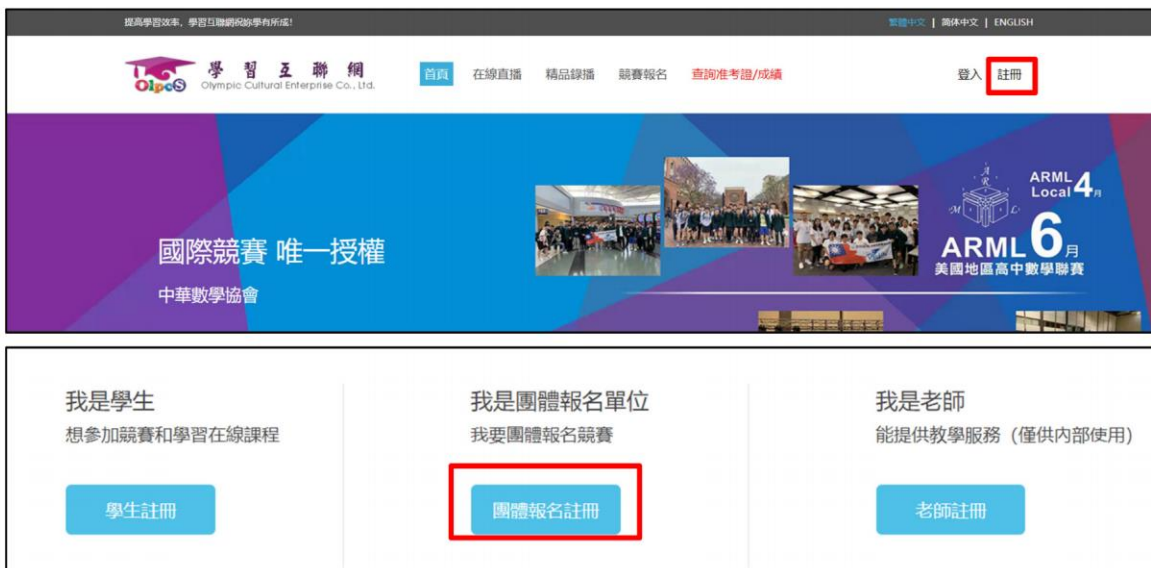 提高學習效率，學習互聯網祝妳學有所成！
繁體中文 | 简体中文 | ENGLISH
OlpcS
學習互聯網
Olympic Cultural Enterprise Co., Ltd.
首頁 在線直播 精品錄播 競賽報名 查詢准考證/成績 登入 註冊
ARML Local 4月
A R M L
國際競賽 唯一授權
ARML 6月
美國地區高中數學聯賽
中華數學協會
我是學生 我是團體報名單位 我是老師
想參加競賽和學習在線課程 我要團體報名競賽 能提供教學服務（僅供內部使用）
學生註冊 團體報名註冊 老師註冊